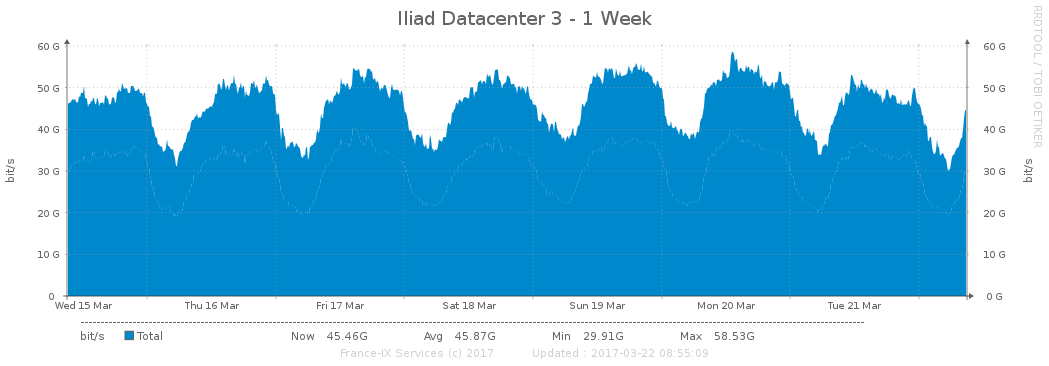 Iliad Datacenter 3 - 1 Week
RRDTOOL / TOBI OETIKER
60 G 60 G
50 G 50 G
40 G 40 G
30 G 30 G
20 G 20 G
10 G 10 G
0 0 G
bit/s bit/s
Wed 15 Mar Thu 16 Mar Fri 17 Mar Sat 18 Mar Sun 19 Mar Mon 20 Mar Tue 21 Mar
bit/s Total Now 45.46G Avg 45.87G Min 29.91G Max 58.53G
France-IX Services (c) 2017 Updated : 2017-03-22 08:55:09